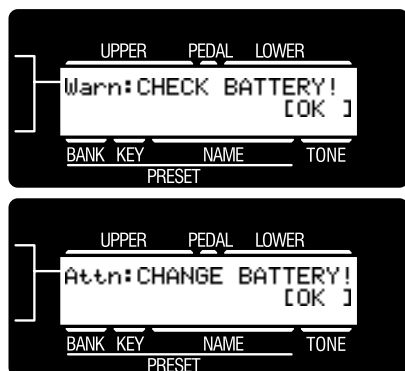 UPPER PEDAL LOWER
Warn:CHECK BATTERY!
[OK ]
BANK KEY NAME TONE
PRESET
UPPER PEDAL LOWER
Attn:CHANGE BATTERY!
[OK ]
BANK KEY NAME TONE
PRESET